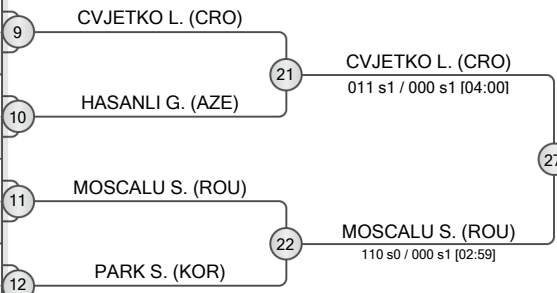 9
CVJETKO L. (CRO)
21
CVJETKO L. (CRO)
011 s1 / 000 s1 [04:00]
10
HASANLI G. (AZE)
27
11
MOSCALU S. (ROU)
22
MOSCALU S. (ROU)
110 s0 / 000 s1 [02:59]
12
PARK S. (KOR)